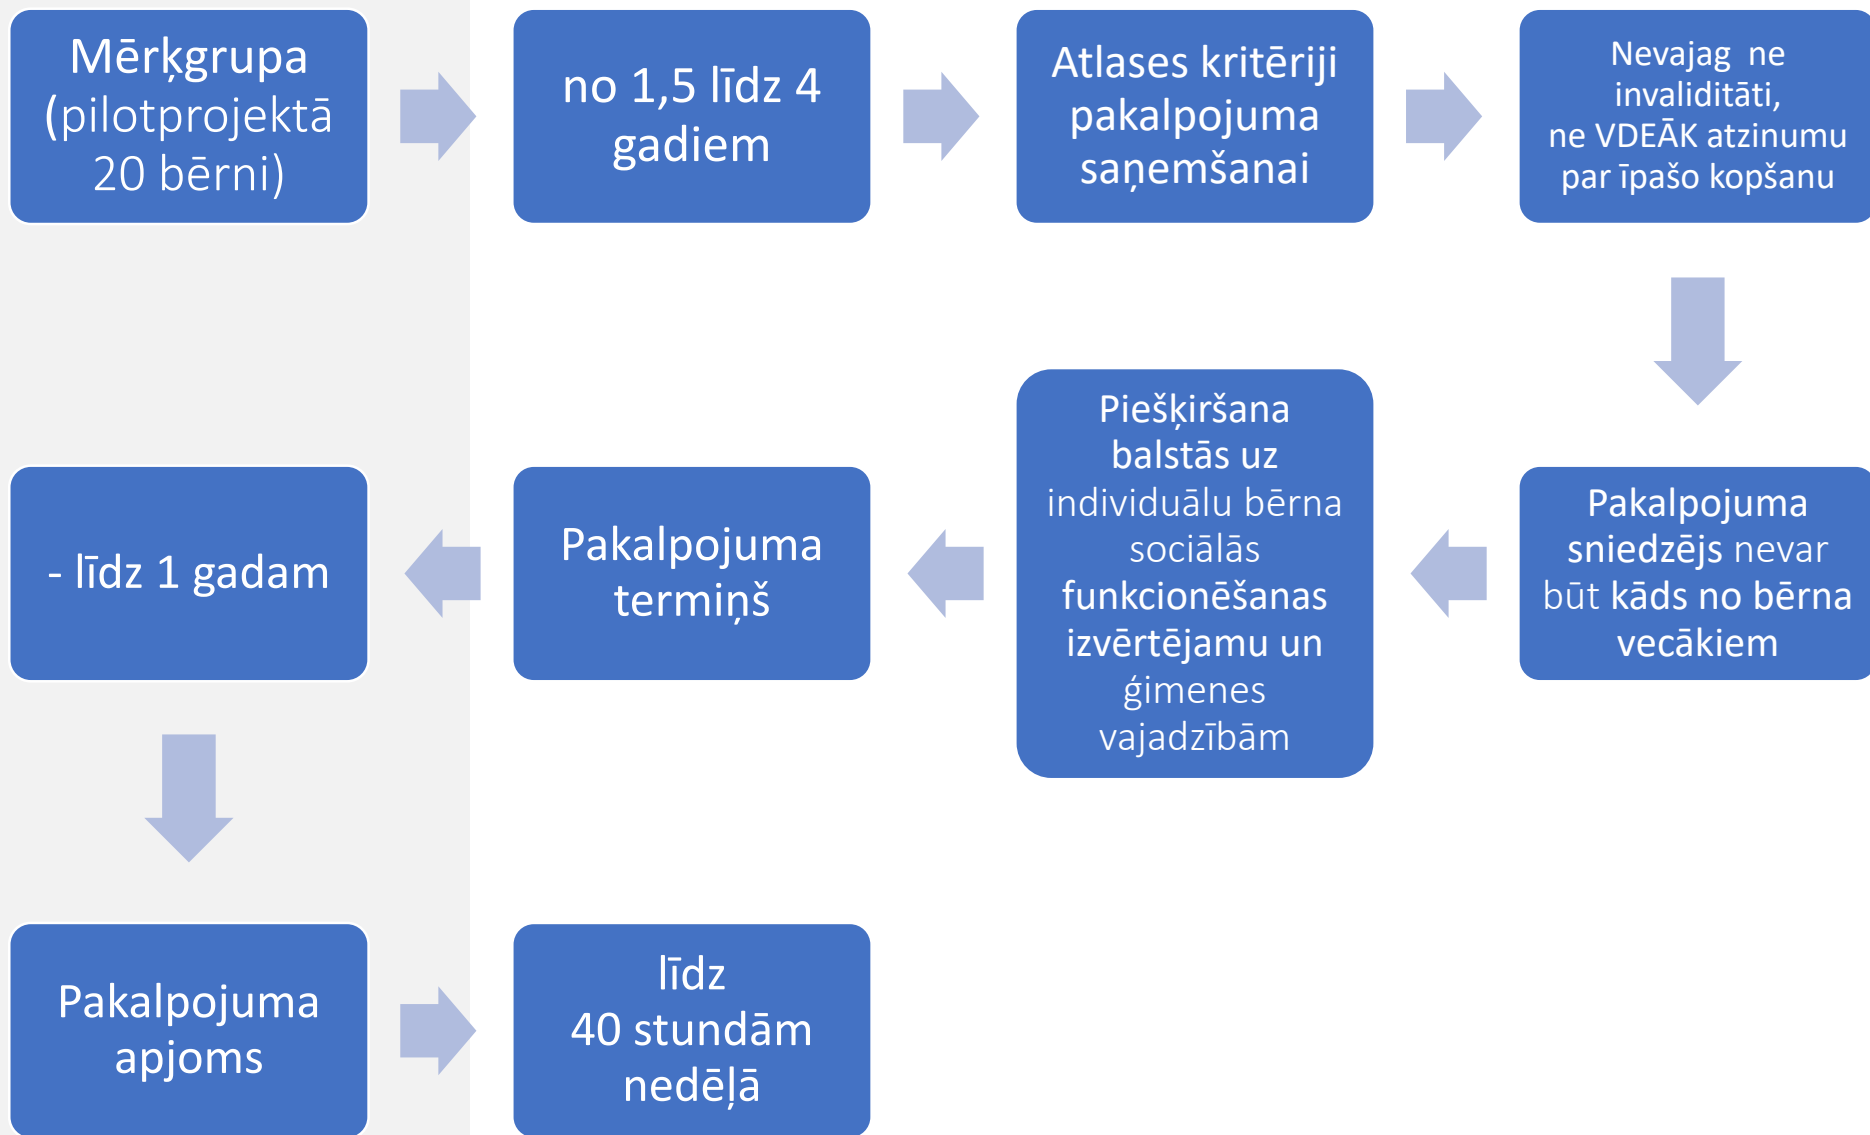 Mērķgrupa
(pilotprojektā
20 bērni)
no 1,5 līdz 4
gadiem
Atlases kritēriji
pakalpojuma
saņemšanai
Nevajag ne
invaliditāti,
ne VDEĀK atzinumu
par īpašo kopšanu
Pakalpojuma
sniedzējs nevar
būt kāds no bērna
vecākiem
Piešķiršana
balstās uz
individuālu bērna
sociālās
funkcionēšanas
izvērtējamu un
ģimenes
vajadzībām
Pakalpojuma
termiņš
- līdz 1 gadam
Pakalpojuma
apjoms
līdz
40 stundām
nedēļā